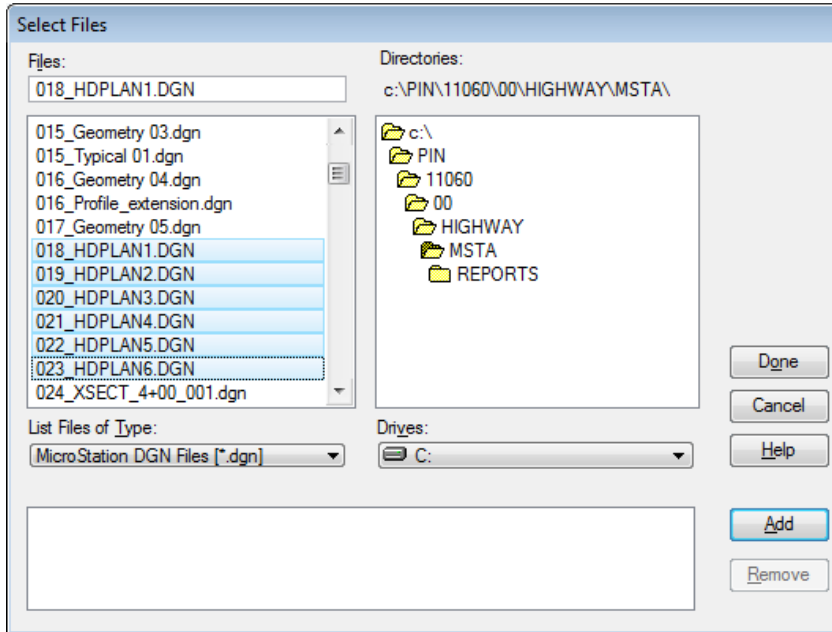 Select Files
Files:
018_HDPLAN1.DGN
015_Geometry 03.dgn
015_Typical 01.dgn
016_Geometry 04.dgn
016_Profile_extension.dgn
017_Geometry 05.dgn
018_HDPLAN1.DGN
019_HDPLAN2.DGN
020_HDPLAN3.DGN
021_HDPLAN4.DGN
022_HDPLAN5.DGN
023_HDPLAN6.DGN
024_XSECT_4+00_001.dgn
List Files of Type:
MicroStation DGN Files [*.dgn]
Directories:
c:\PIN\11060\00\HIGHWAY\MSTA\
c:\
PIN
11060
00
HIGHWAY
MSTA
REPORTS
Drives:
C:
Done
Cancel
Help
Add
Remove